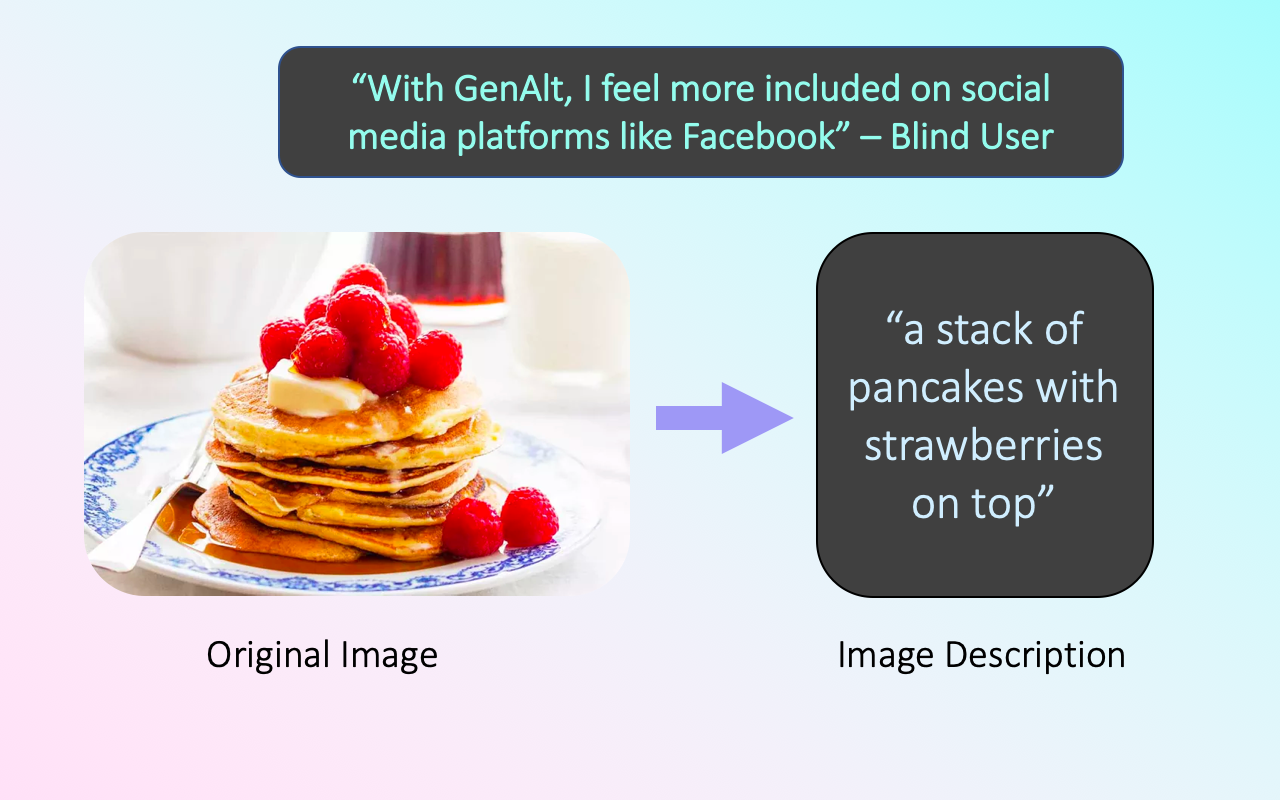 “With GenAlt, I feel more included on social
media platforms like Facebook” – Blind User
“a stack of
pancakes with
strawberries
on top”
Original Image
Image Description